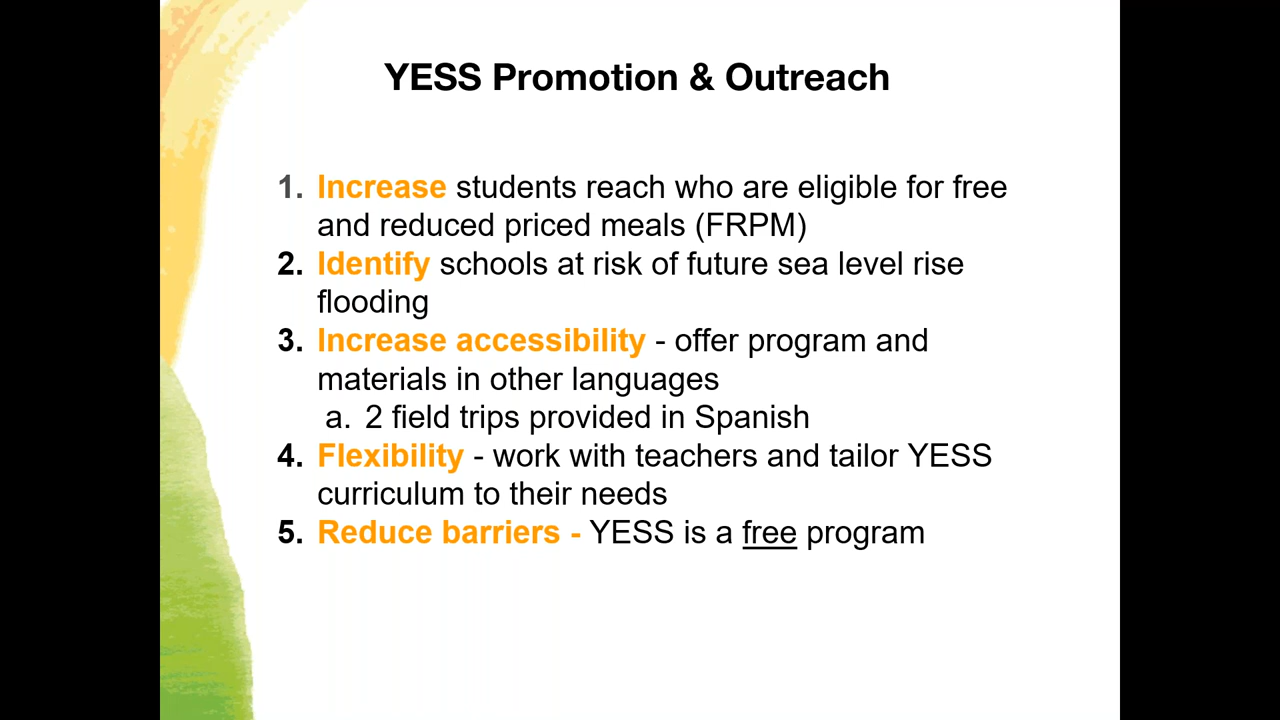 YESS Promotion & Outreach
1. Increase students reach who are eligible for free
and reduced priced meals (FRPM)
2. Identify schools at risk of future sea level rise
flooding
3. Increase accessibility - offer program and
materials in other languages
a. 2 field trips provided in Spanish
4. Flexibility - work with teachers and tailor YESS
curriculum to their needs
5. Reduce barriers - YESS is a free program